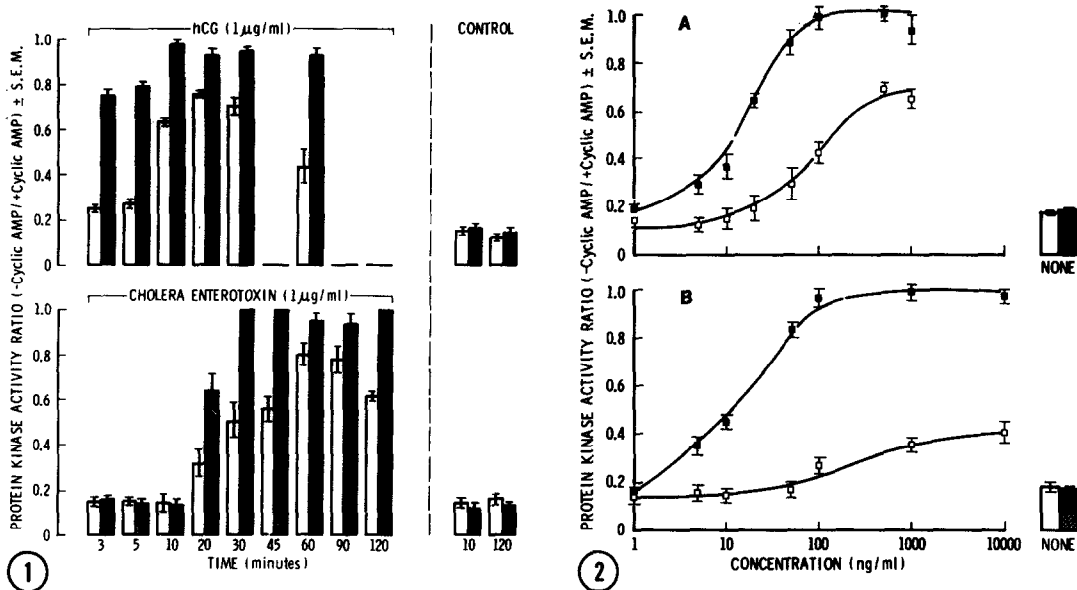 hCG (1μg/ml)
CONTROL
PROTEIN KINASE ACTIVITY RATIO (-Cyclic AMP/+Cyclic AMP) ± S.E.M.
1.0
0.8
0.6
0.4
0.2
0
CHOLERA ENTEROTOXIN (1μg/ml)
1.0
0.8
0.6
0.4
0.2
0
3 5 10 20 30 45 60 90 120
10 120
TIME (minutes)
1
A
PROTEIN KINASE ACTIVITY RATIO (-Cyclic AMP/+Cyclic AMP) ± S.E.M.
1.0
0.8
0.6
0.4
0.2
0
NONE
B
1.0
0.8
0.6
0.4
0.2
0
1 10 100 1000 10000
NONE
CONCENTRATION (ng/ml)
2